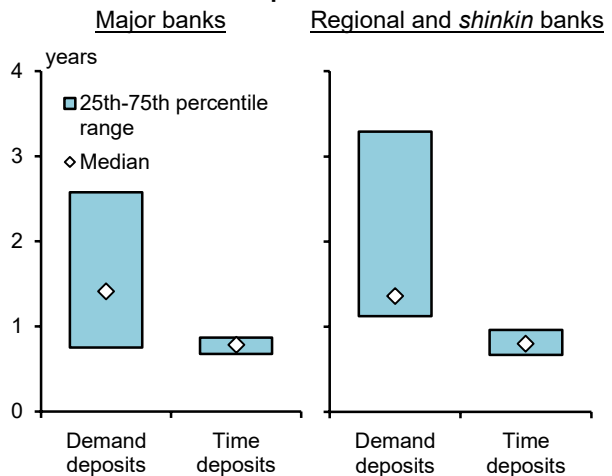 Major banks
Regional and shinkin banks
years
4
25th-75th percentile
range
Median
3
2
1
0
Demand
deposits
Time
deposits
Demand
deposits
Time
deposits